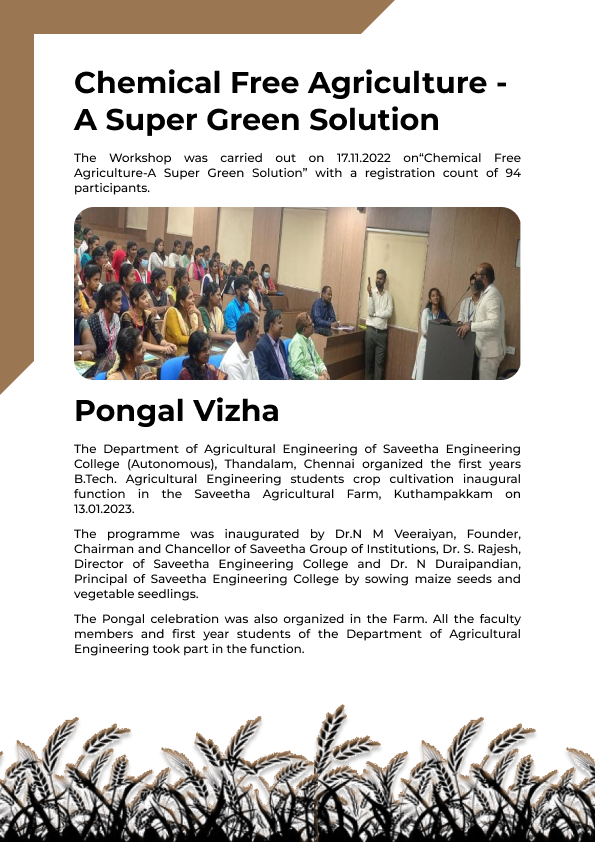 Chemical Free Agriculture -
A Super Green Solution
The Workshop was carried out on 17.11.2022 on“Chemical Free
Agriculture-A Super Green Solution” with a registration count of 94
participants.
Pongal Vizha
The Department of Agricultural Engineering of Saveetha Engineering
College (Autonomous), Thandalam, Chennai organized the first years
B.Tech. Agricultural Engineering students crop cultivation inaugural
function in the Saveetha Agricultural Farm, Kuthampakkam on
13.01.2023.
The programme was inaugurated by Dr.N M Veeraiyan, Founder,
Chairman and Chancellor of Saveetha Group of Institutions, Dr. S. Rajesh,
Director of Saveetha Engineering College and Dr. N Duraipandian,
Principal of Saveetha Engineering College by sowing maize seeds and
vegetable seedlings.
The Pongal celebration was also organized in the Farm. All the faculty
members and first year students of the Department of Agricultural
Engineering took part in the function.